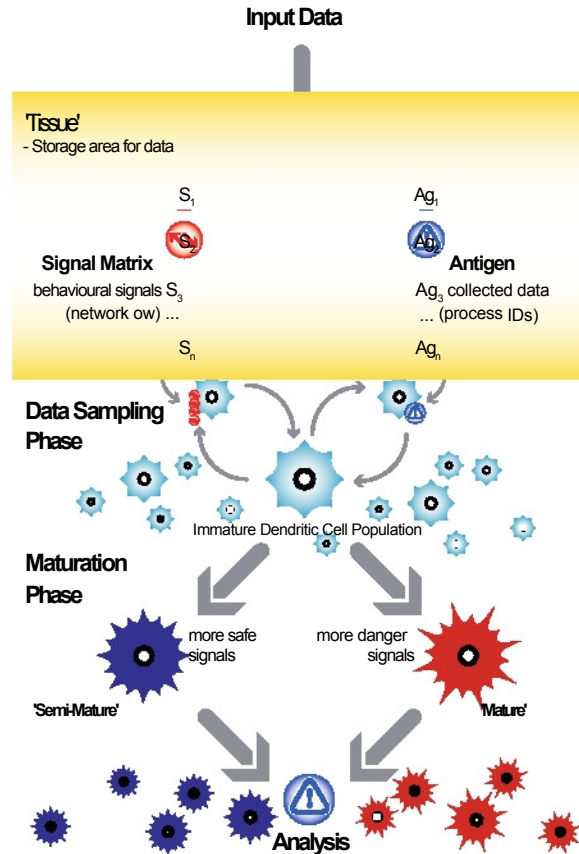 Input Data
'Tissue'
- Storage area for data
S1
Ag1
S2
Ag2
Signal Matrix
Antigen
behavioural signals S3
Ag3 collected data
(network ow) ...
... (process IDs)
Sn
Agn
Data Sampling
Phase
Immature Dendritic Cell Population
Maturation
Phase
more safe
signals
more danger
signals
'Semi-Mature'
'Mature'
Analysis